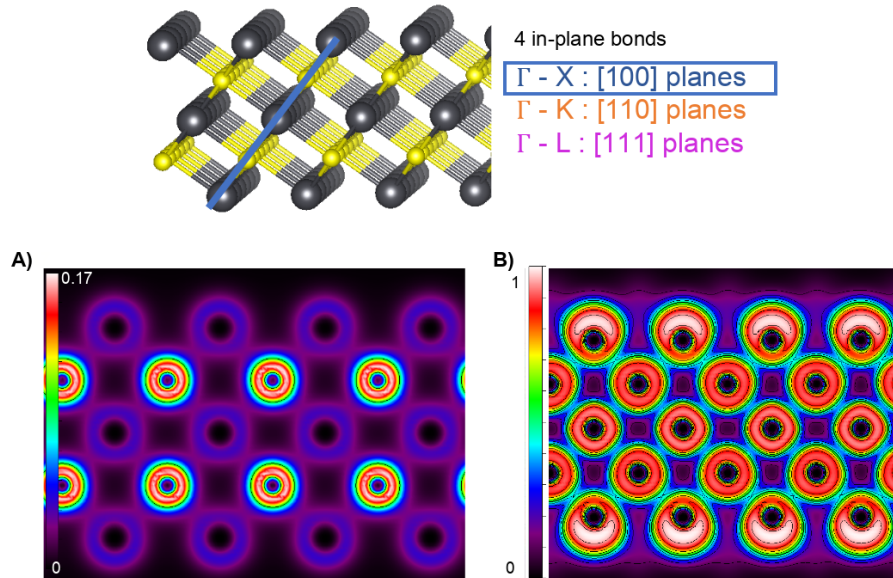 4 in-plane bonds
Γ - X : [100] planes
Γ - K : [110] planes
Γ - L : [111] planes
A)
B)
0.17
1
0
0